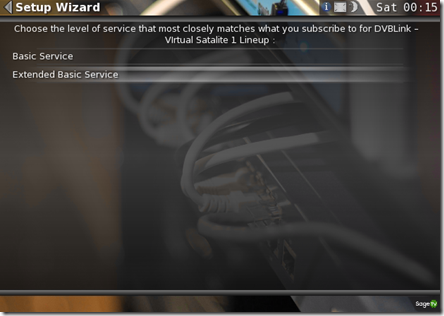 Setup Wizard
Sat 00:15
Choose the level of service that most closely matches what you subscribe to for DVBLink –
VIrtual Satalite 1 Lineup :
Basic Service
Extended Basic Service
Sagetv